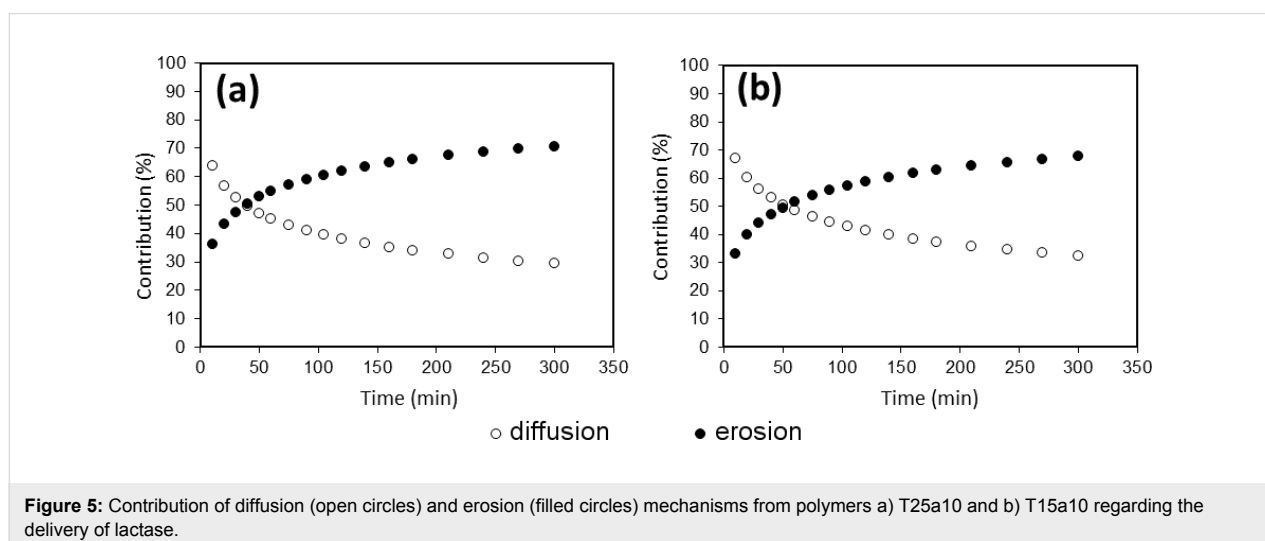 (a)
100
90
80
70
60
50
40
30
20
10
0
Contribution (%)
0 50 100 150 200 250 300 350
Time (min)
(b)
100
90
80
70
60
50
40
30
20
10
0
Contribution (%)
0 50 100 150 200 250 300 350
Time (min)
diffusion erosion
Figure 5: Contribution of diffusion (open circles) and erosion (filled circles) mechanisms from polymers a) T25a10 and b) T15a10 regarding the
delivery of lactase.